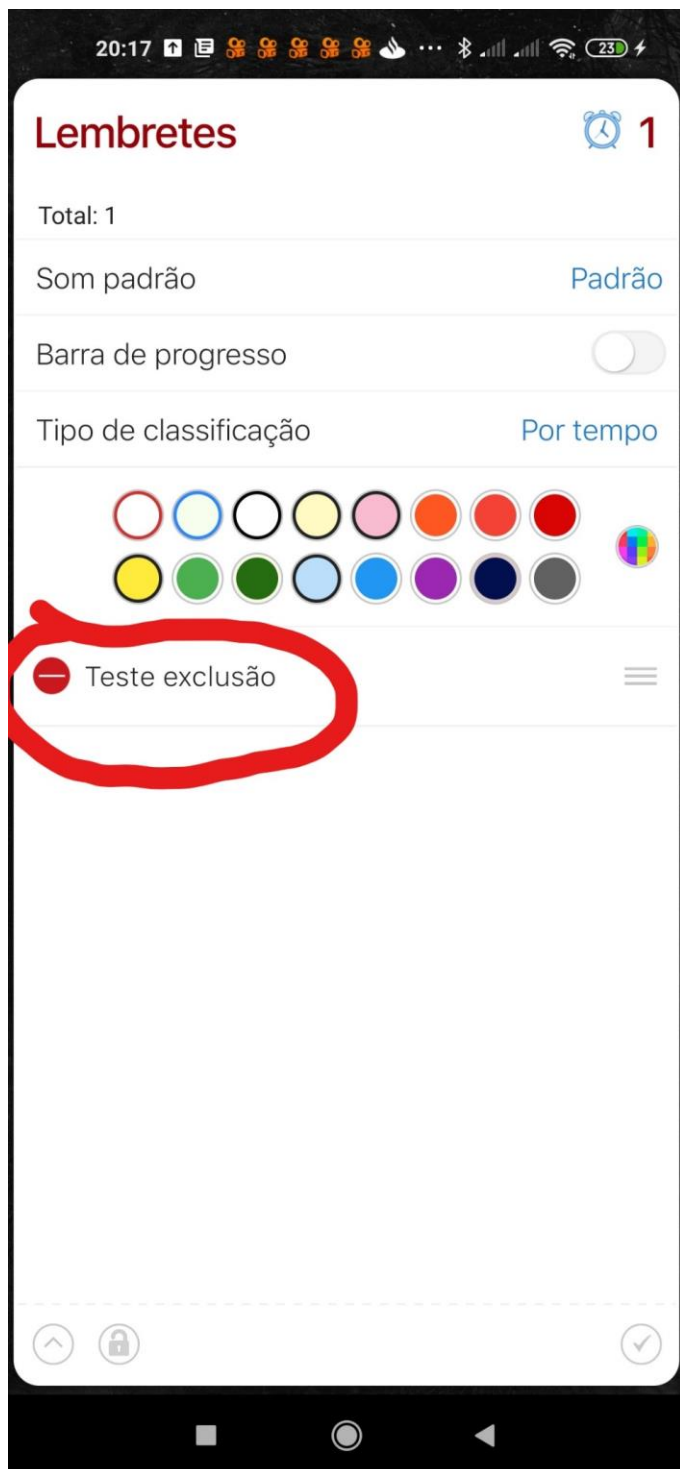 20:17
23
Lembretes
1
Total: 1
Som padrão
Padrão
Barra de progresso
Tipo de classificação
Por tempo
Teste exclusão